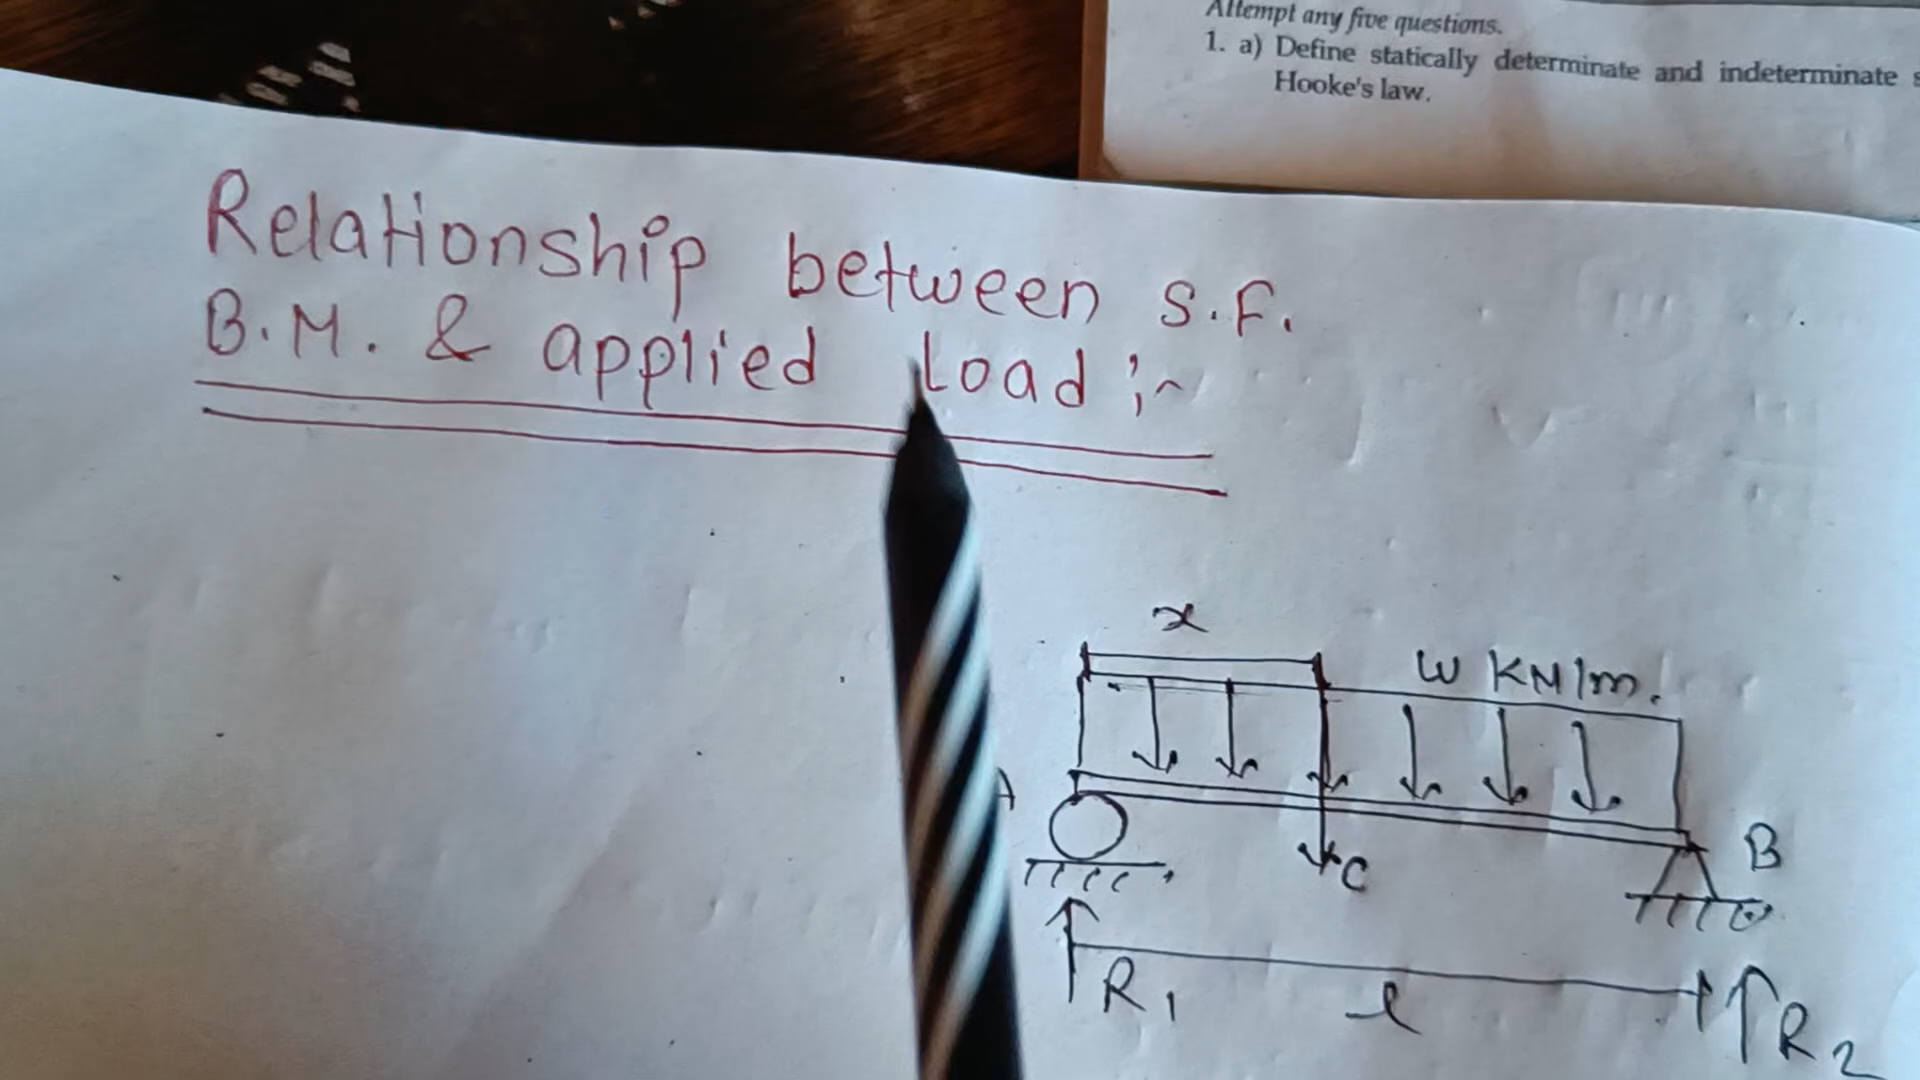 Attempt any five questions.
1. a) Define statically determinate and indeterminate
Hooke's law.
Relationship between S.F.
B.M. & applied Load :-
x
w KN/m.
A
B
C
R1
l
R2